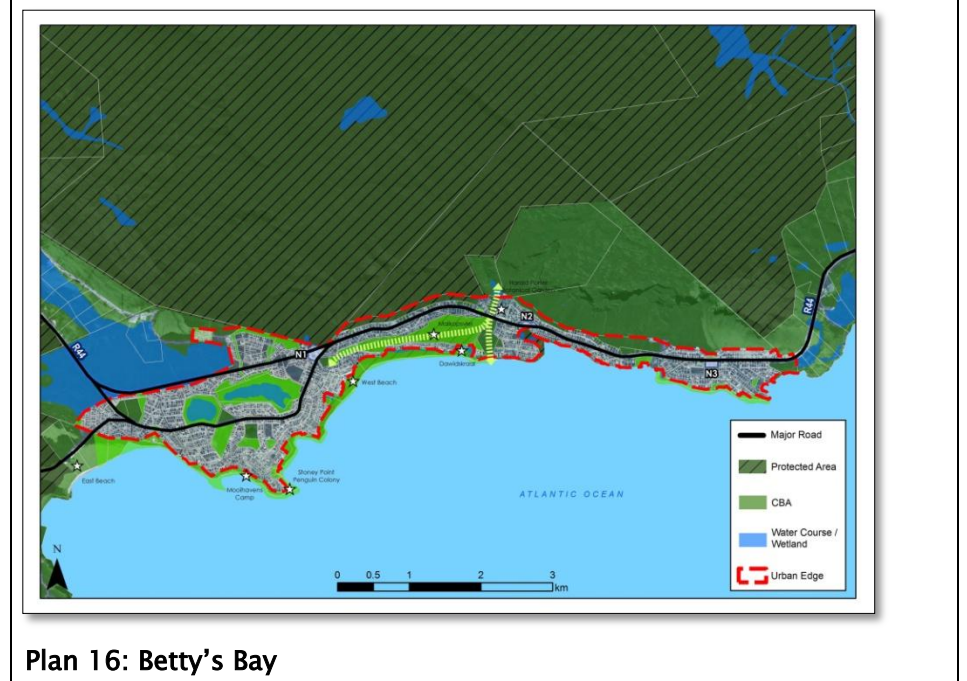 Harold Porter
N2
R44
N1
Dawidskraal
N3
West Beach
R44
East Beach
Stoney Point
Penguin Colony
Camp
ATLANTIC OCEAN
Major Road
Protected Area
CBA
Water Course /
Wetland
Urban Edge
N
0 0.5 1 2 3
km
Plan 16: Betty's Bay